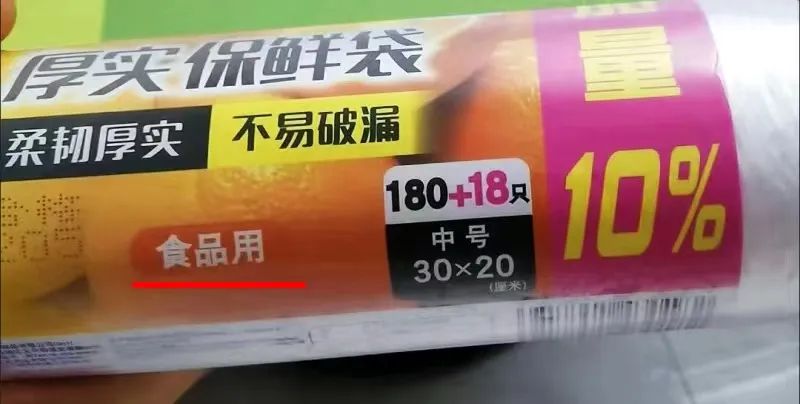 厚实保鲜袋
量
柔韧厚实
不易破漏
10%
180+18只
中号
30×20
(厘米)
食品用